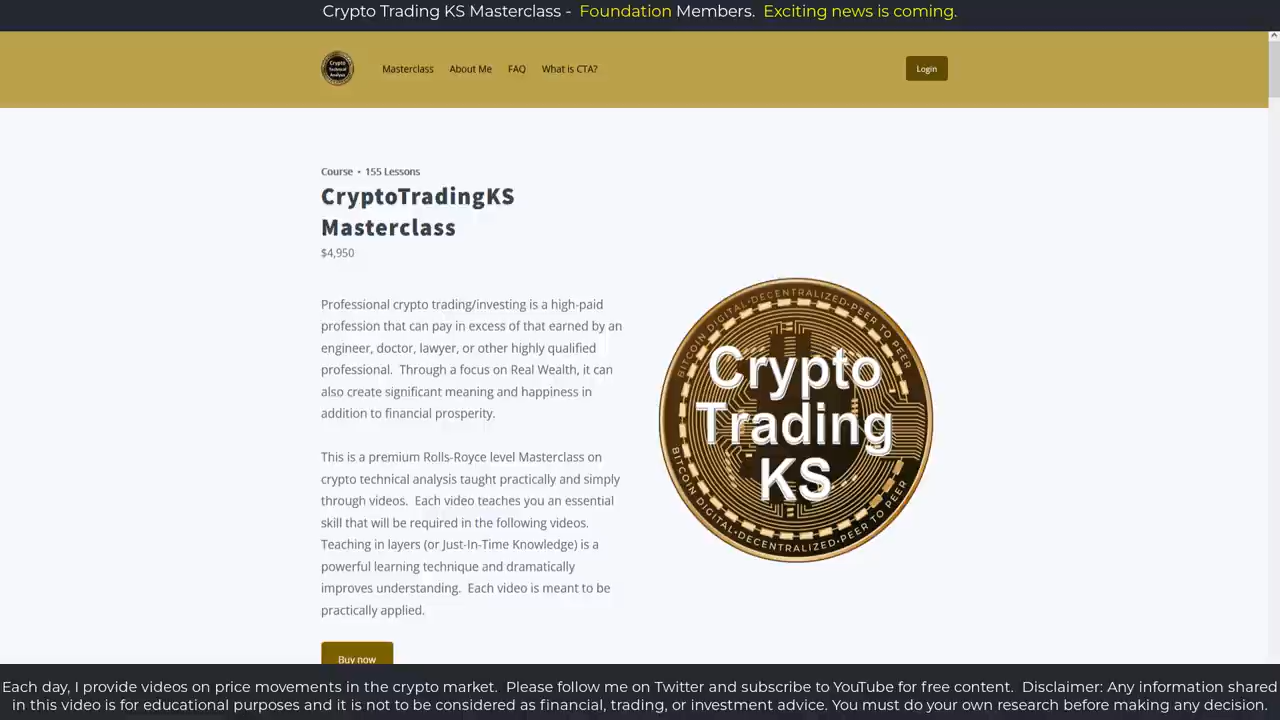 Crypto Trading KS Masterclass - Foundation Members. Exciting news is coming.
Crypto
Technical
Analysis
Masterclass About Me FAQ What is CTA? Login
Course • 155 Lessons
CryptoTradingKS
Masterclass
$4,950
Professional crypto trading/investing is a high-paid
profession that can pay in excess of that earned by an
engineer, doctor, lawyer, or other highly qualified
professional. Through a focus on Real Wealth, it can
also create significant meaning and happiness in
addition to financial prosperity.
This is a premium Rolls-Royce level Masterclass on
crypto technical analysis taught practically and simply
through videos. Each video teaches you an essential
skill that will be required in the following videos.
Teaching in layers (or Just-In-Time Knowledge) is a
powerful learning technique and dramatically
improves understanding. Each video is meant to be
practically applied.
Buy now
BITCOIN DIGITAL•DECENTRALIZED•PEER TO PEER
Crypto
Trading
KS
BITCOIN DIGITAL•DECENTRALIZED•PEER TO PEER
Each day, I provide videos on price movements in the crypto market. Please follow me on Twitter and subscribe to YouTube for free content. Disclaimer: Any information shared
in this video is for educational purposes and it is not to be considered as financial, trading, or investment advice. You must do your own research before making any decision.